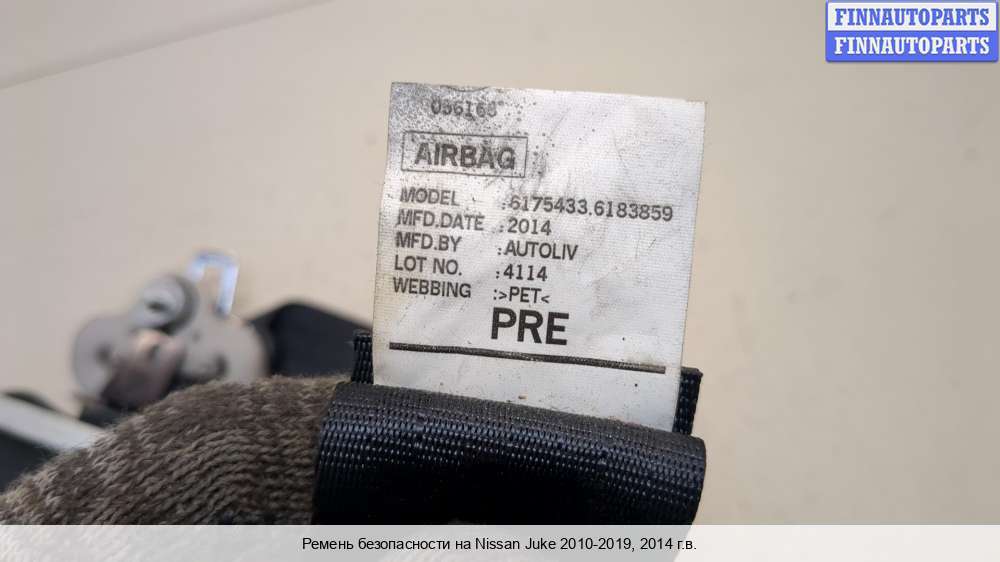 FINNAUTOPARTS
FINNAUTOPARTS
AIRBAG
MODEL :6175433.6183859
MFD.DATE :2014
MFD.BY :AUTOLIV
LOT NO. :4114
WEBBING :>PET<
PRE
Ремень безопасности на Nissan Juke 2010-2019, 2014 г.в.